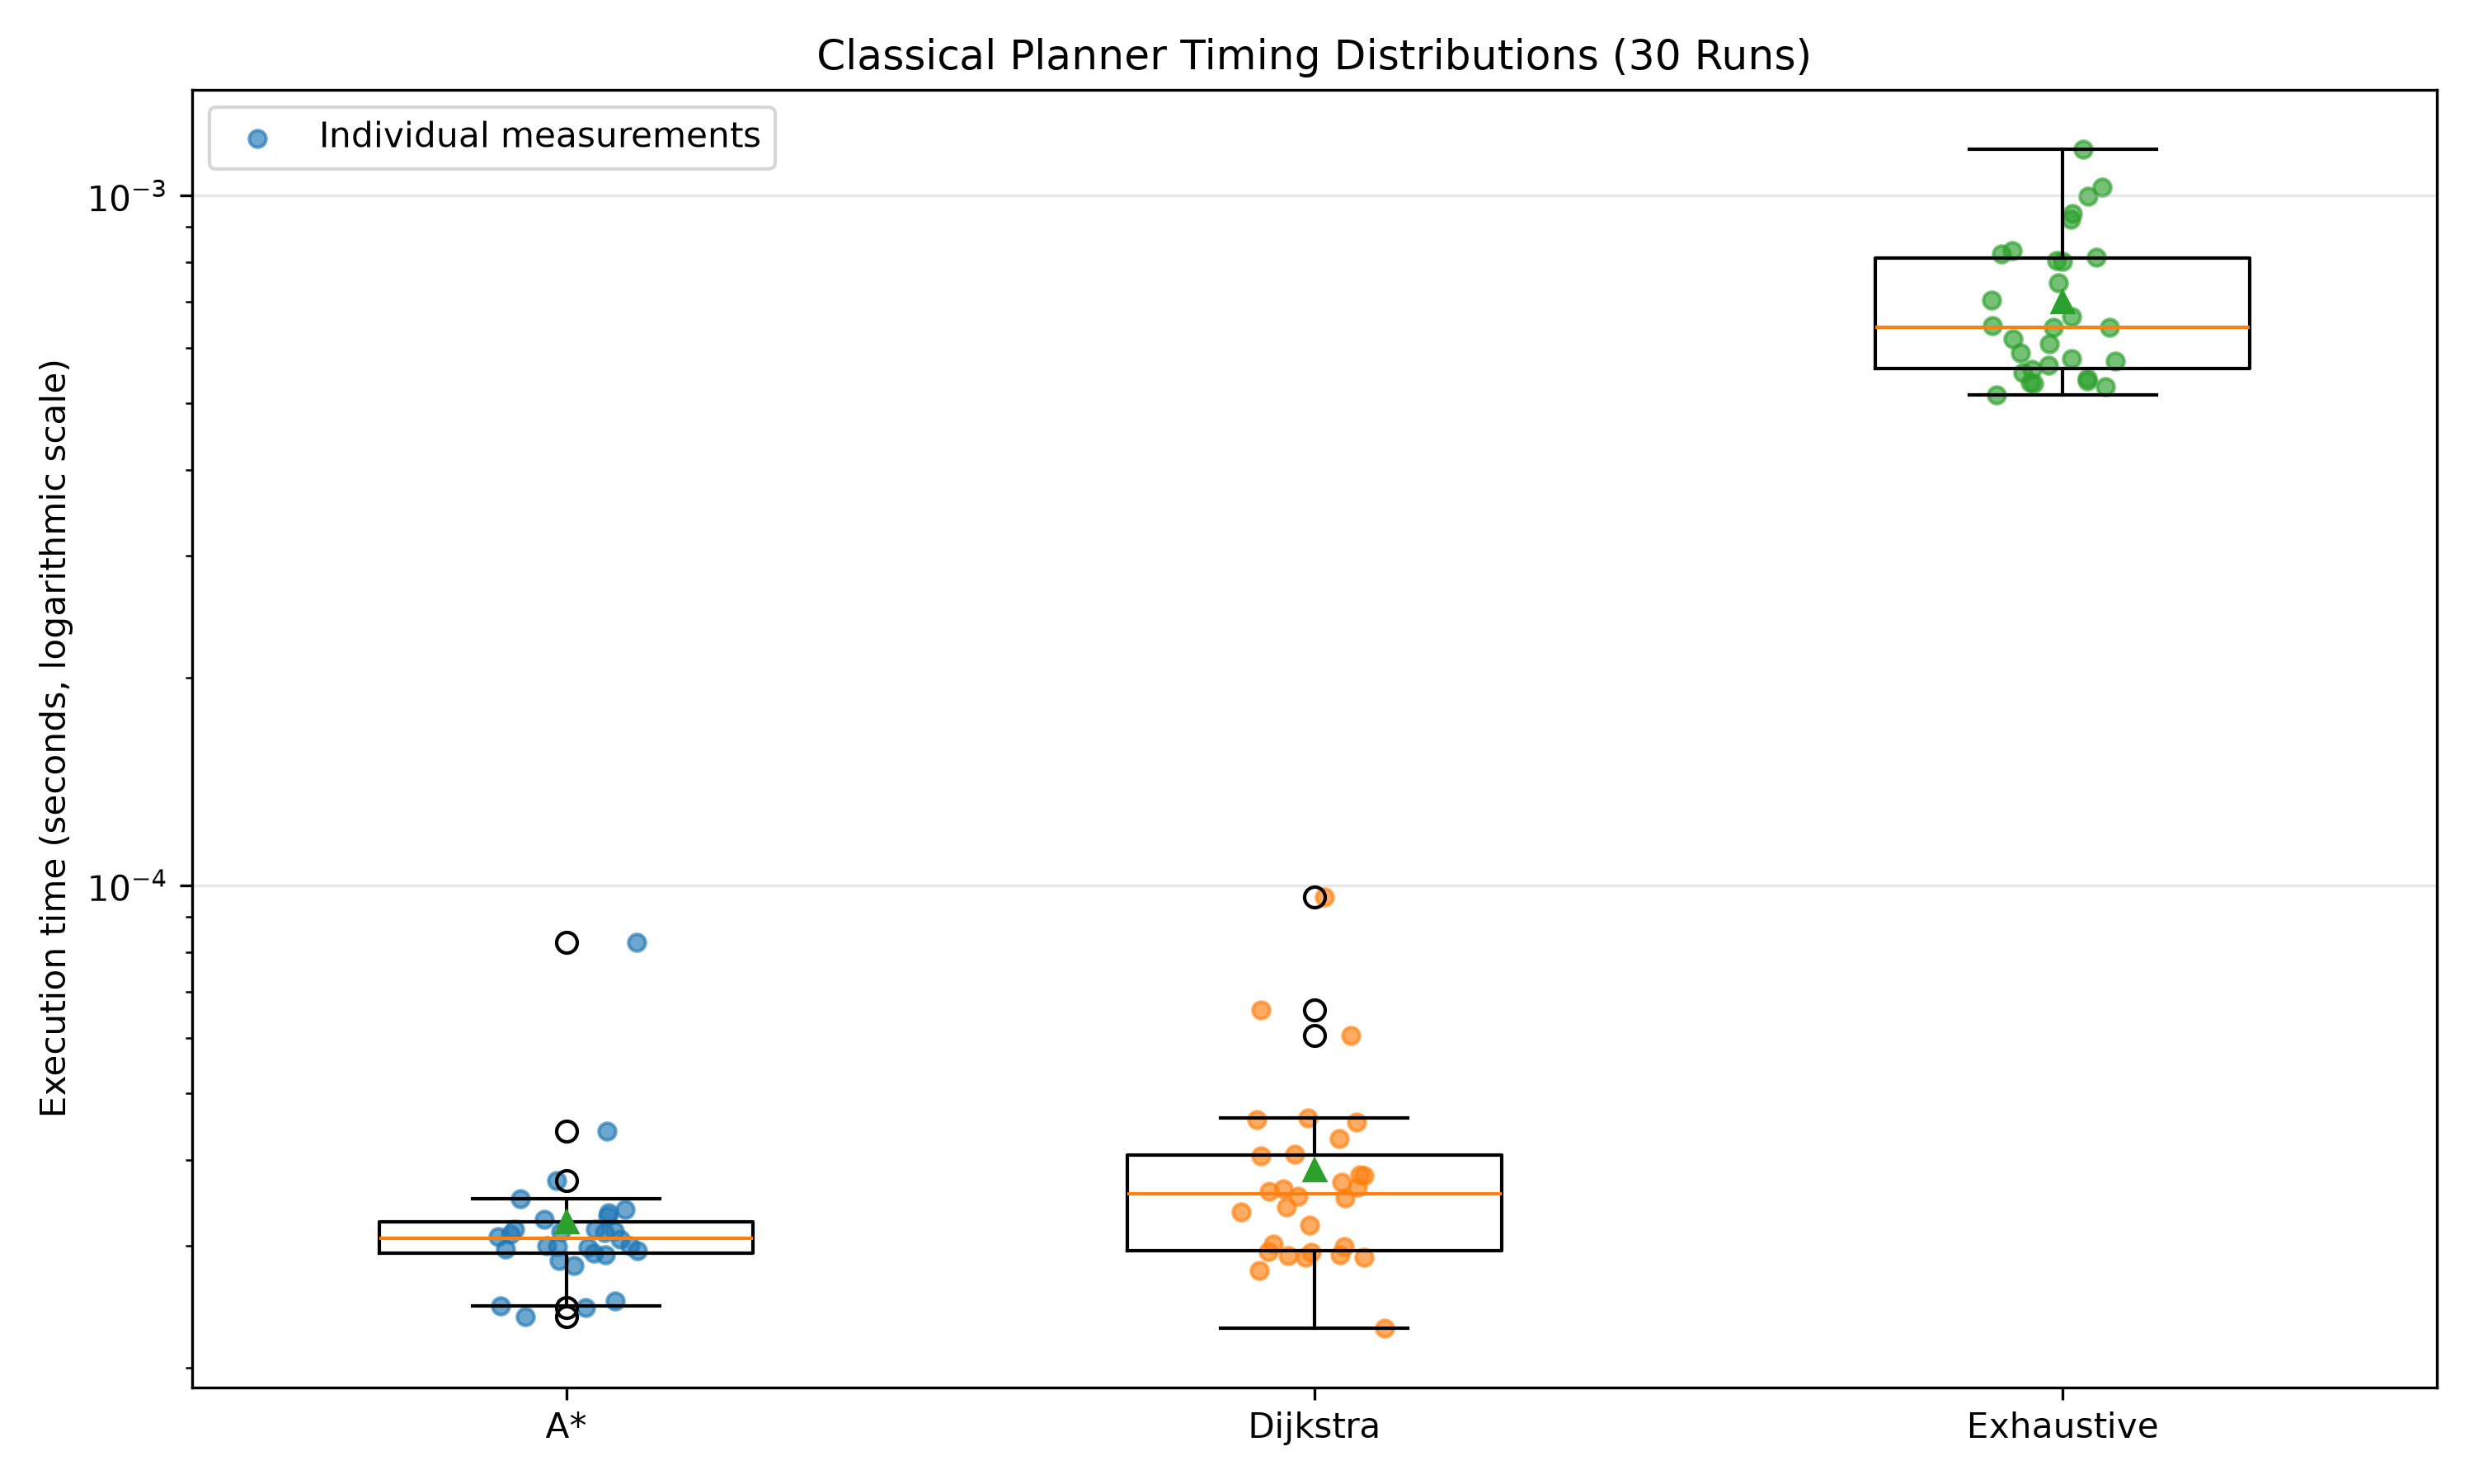 Classical Planner Timing Distributions (30 Runs)
Individual measurements
10⁻³
10⁻⁴
Execution time (seconds, logarithmic scale)
A*
Dijkstra
Exhaustive